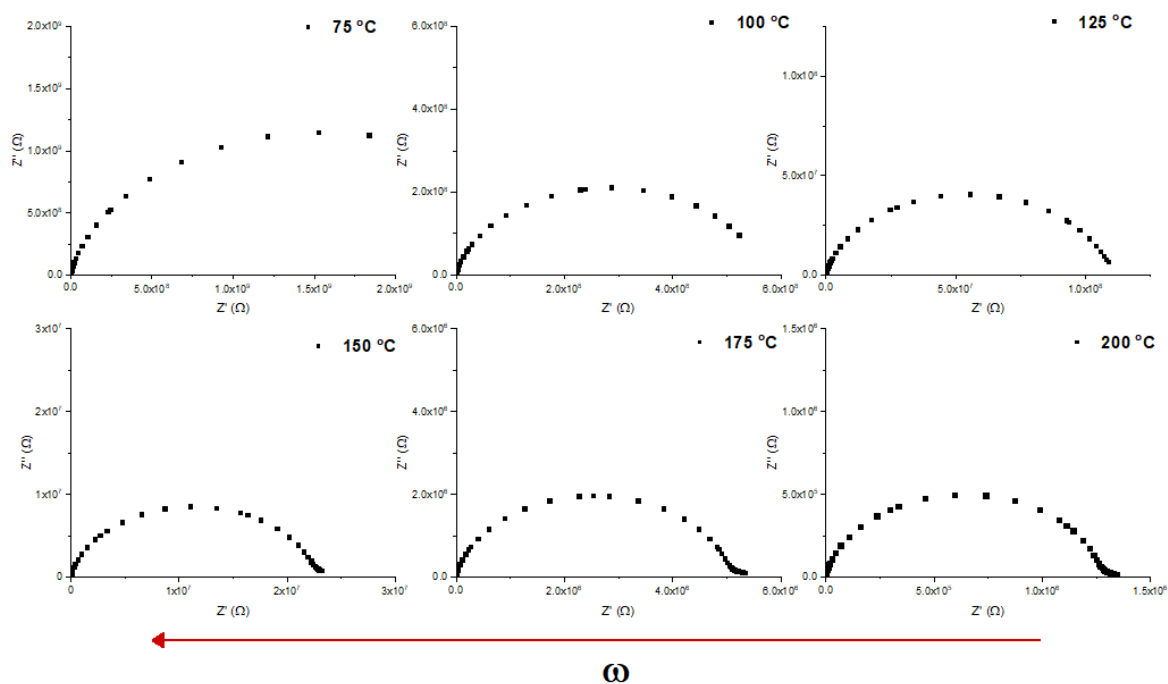 75 °C
2.0x10⁹
1.5x10⁹
1.0x10⁹
5.0x10⁸
0.0
Z'' (Ω)
0.0 5.0x10⁸ 1.0x10⁹ 1.5x10⁹ 2.0x10⁹
Z' (Ω)
100 °C
6.0x10⁸
4.0x10⁸
2.0x10⁸
0.0
Z'' (Ω)
0.0 2.0x10⁸ 4.0x10⁸ 6.0x10⁸
Z' (Ω)
125 °C
1.0x10⁸
5.0x10⁷
0.0
Z'' (Ω)
0.0 5.0x10⁷ 1.0x10⁸
Z' (Ω)
150 °C
3x10⁷
2x10⁷
1x10⁷
0
Z'' (Ω)
0 1x10⁷ 2x10⁷ 3x10⁷
Z' (Ω)
175 °C
6.0x10⁶
4.0x10⁶
2.0x10⁶
0.0
Z'' (Ω)
0.0 2.0x10⁶ 4.0x10⁶ 6.0x10⁶
Z' (Ω)
200 °C
1.5x10⁶
1.0x10⁶
5.0x10⁵
0.0
Z'' (Ω)
0.0 5.0x10⁵ 1.0x10⁶ 1.5x10⁶
Z' (Ω)
ω